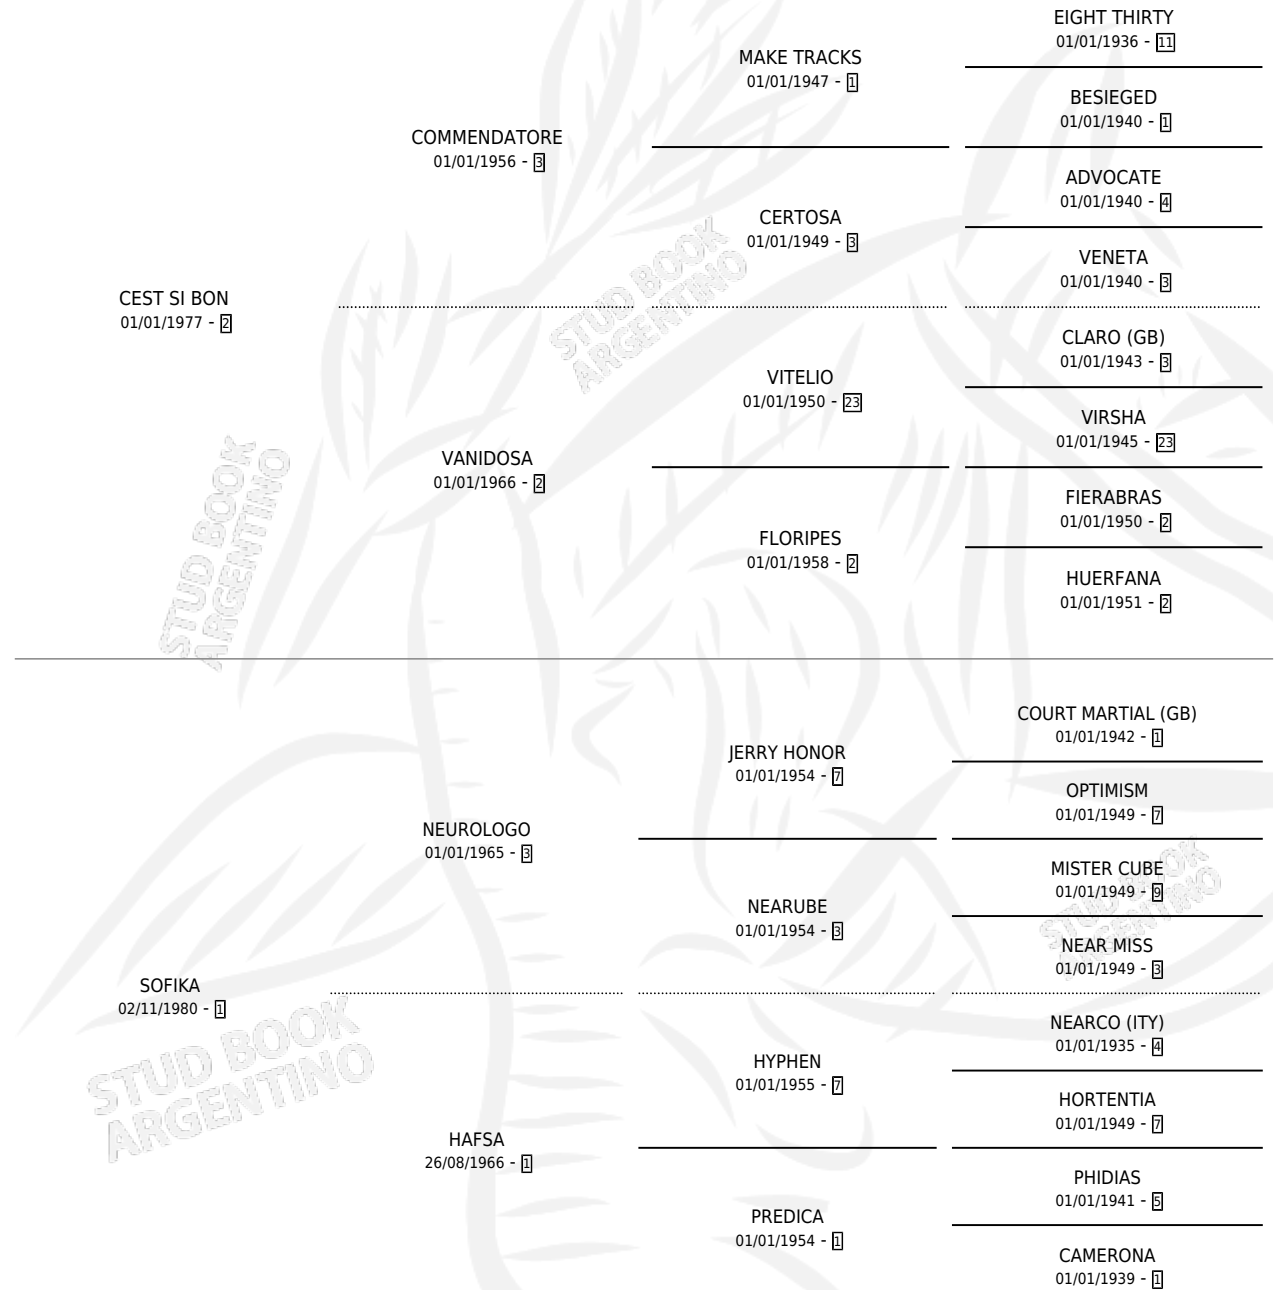 EIGHT THIRTY
01/01/1936 - 11
MAKE TRACKS
01/01/1947 - 1
BESIEGED
01/01/1940 - 1
COMMENDATORE
01/01/1956 - 3
ADVOCATE
01/01/1940 - 4
CERTOSA
01/01/1949 - 3
VENETA
01/01/1940 - 3
CEST SI BON
01/01/1977 - 2
STUD BOOK
ARGENTINO
CLARO (GB)
01/01/1943 - 3
VITELIO
01/01/1950 - 23
VIRSHA
01/01/1945 - 23
VANIDOSA
01/01/1966 - 2
FIERABRAS
01/01/1950 - 2
FLORIPES
01/01/1958 - 2
HUERFANA
01/01/1951 - 2
STUD BOOK
ARGENTINO
COURT MARTIAL (GB)
01/01/1942 - 1
JERRY HONOR
01/01/1954 - 7
OPTIMISM
01/01/1949 - 7
NEUROLOGO
01/01/1965 - 3
MISTER CUBE
01/01/1949 - 9
NEARUBE
01/01/1954 - 3
NEAR MISS
01/01/1949 - 3
STUD BOOK
ARGENTINO
SOFIKA
02/11/1980 - 1
NEARCO (ITY)
01/01/1935 - 4
HYPHEN
01/01/1955 - 7
HORTENTIA
01/01/1949 - 7
STUD BOOK
ARGENTINO
HAFSA
26/08/1966 - 1
PHIDIAS
01/01/1941 - 5
PREDICA
01/01/1954 - 1
CAMERONA
01/01/1939 - 1